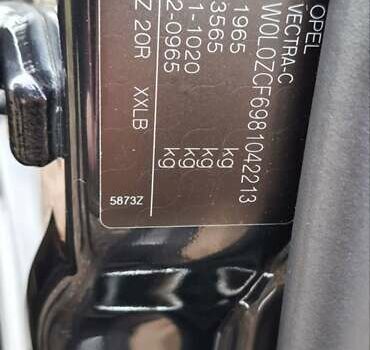 OPEL
VECTRA-C
W0L0ZCF6981042213
1965 kg
3565 kg
1-1020 kg
2-0965 kg
Z 20R XXLB
5873Z